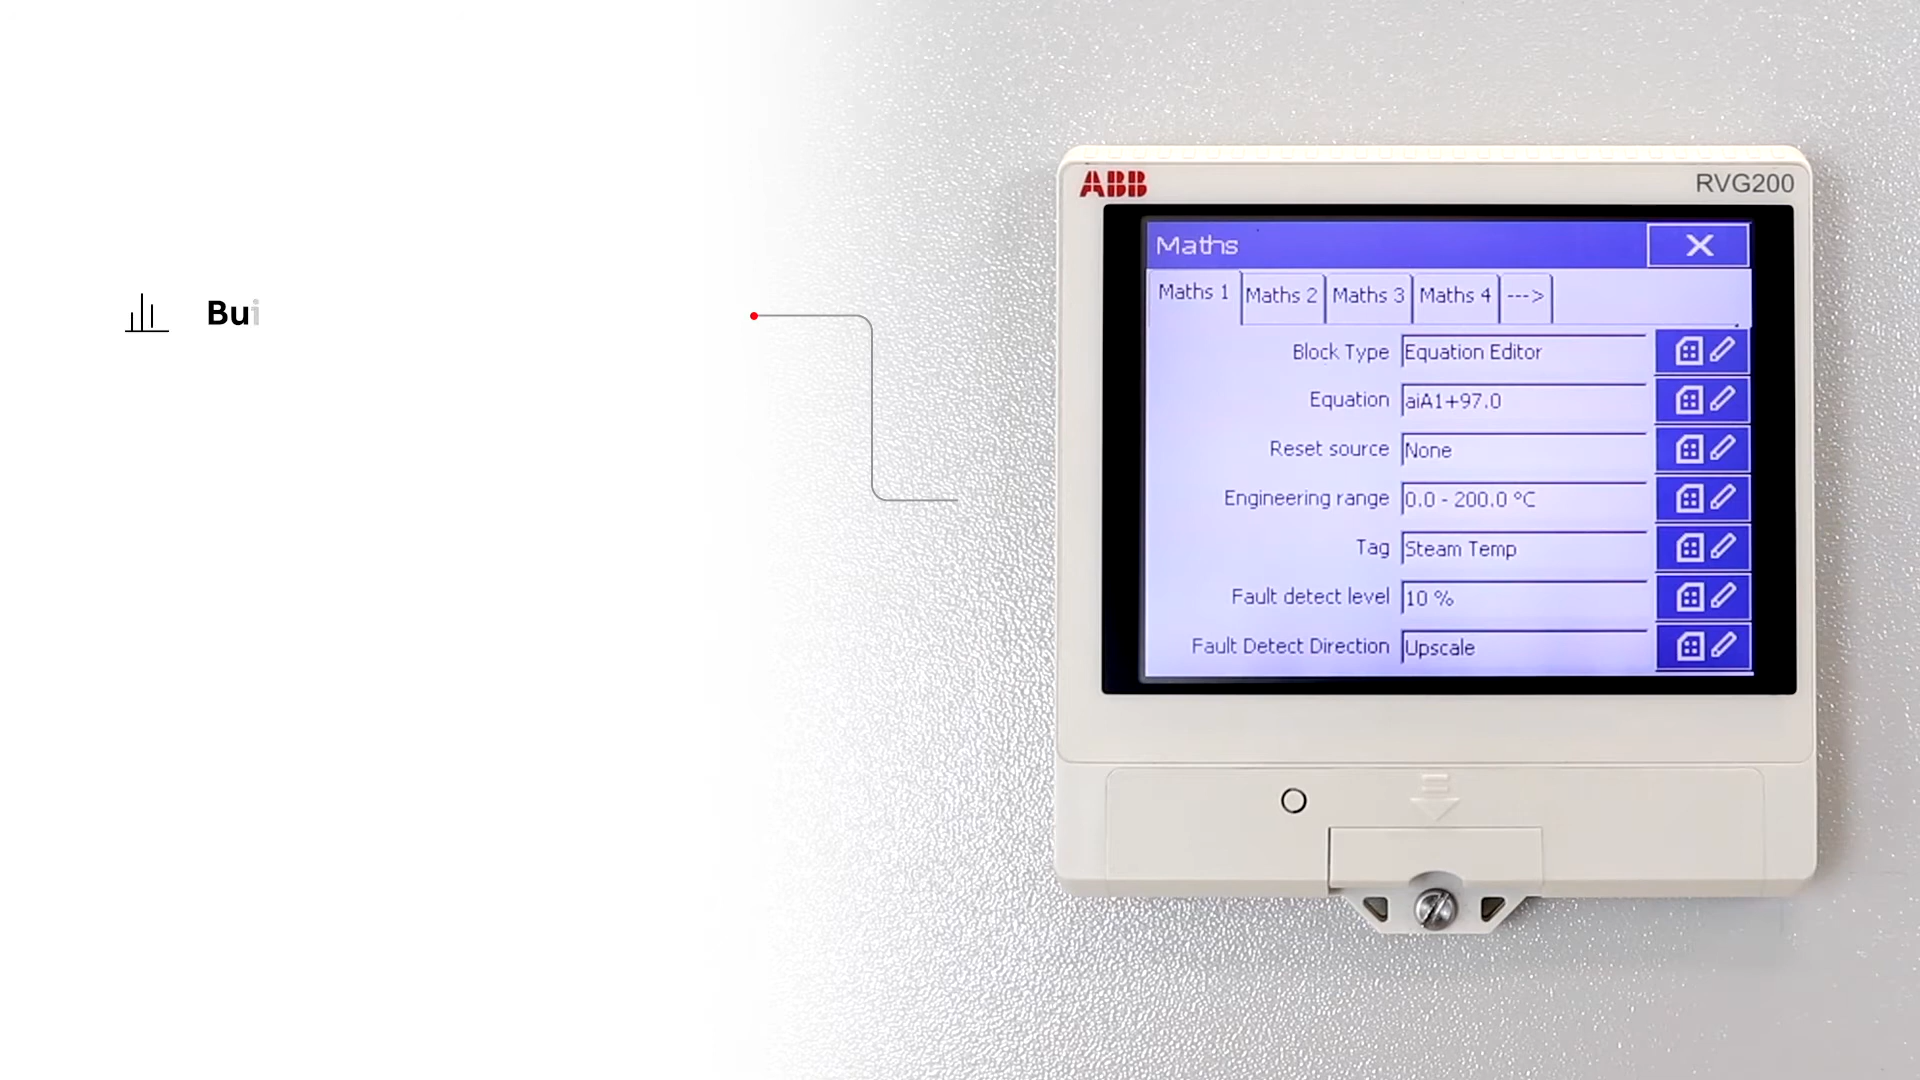 Bui
ABB
RVG200
Maths
Maths 1
Maths 2
Maths 3
Maths 4
--->
Block Type
Equation Editor
Equation
aiA1+97.0
Reset source
None
Engineering range
0.0 - 200.0 °C
Tag
Steam Temp
Fault detect level
10 %
Fault Detect Direction
Upscale